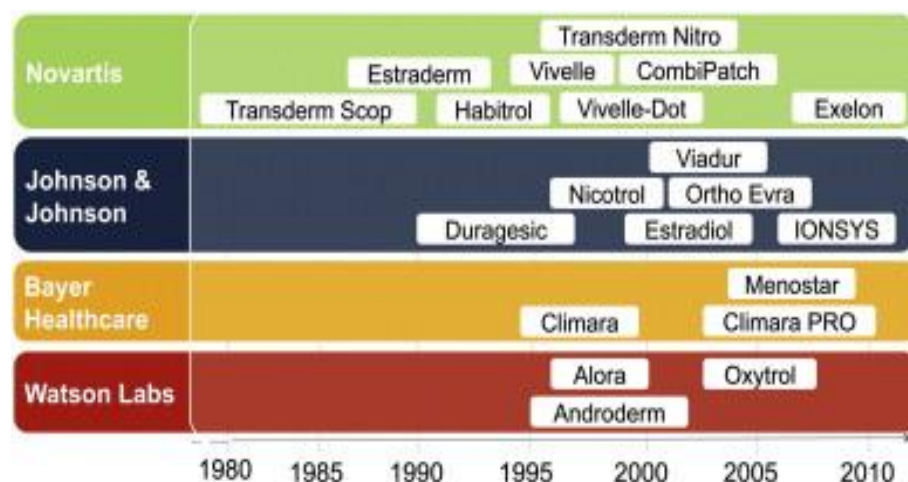 Novartis
Transderm Nitro
Estraderm
Vivelle
CombiPatch
Transderm Scop
Habitrol
Vivelle-Dot
Exelon
Johnson &
Johnson
Viadur
Nicotrol
Ortho Evra
Duragesic
Estradiol
IONSYS
Bayer
Healthcare
Menostar
Climara
Climara PRO
Watson Labs
Alora
Oxytrol
Androderm
1980 1985 1990 1995 2000 2005 2010